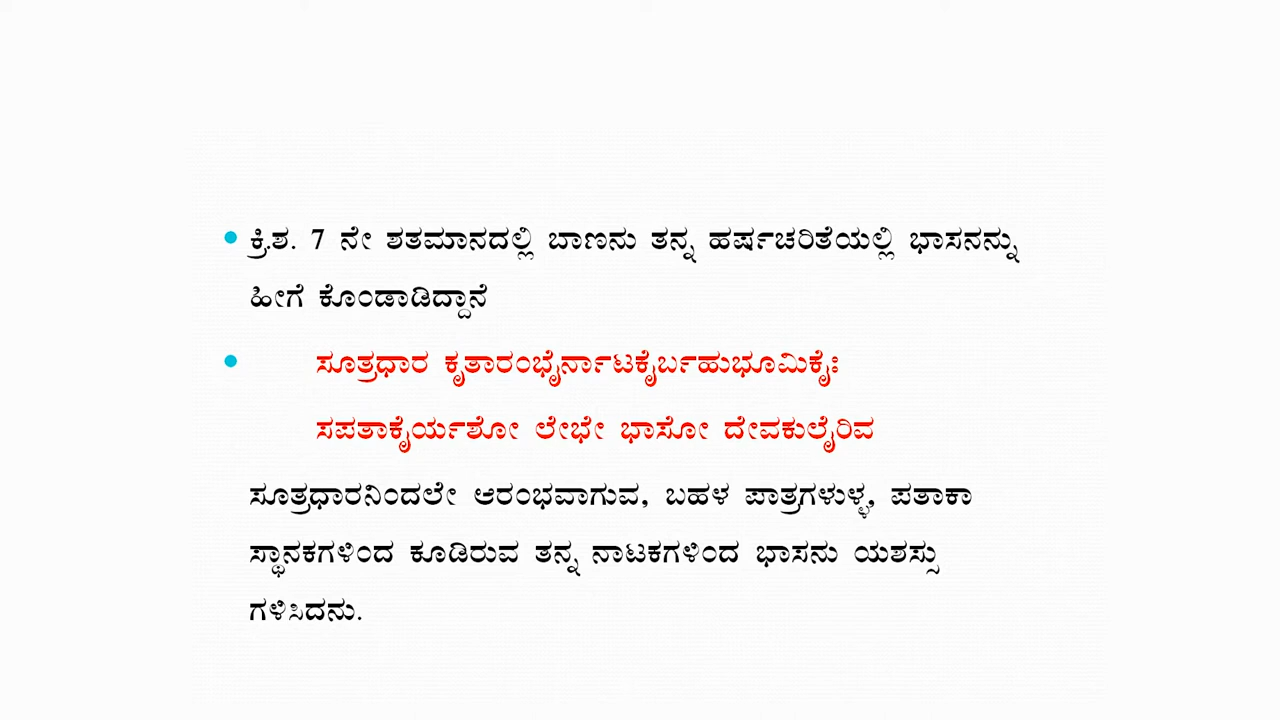 ಕ್ರಿ.ಶ. 7 ನೇ ಶತಮಾನದಲ್ಲಿ ಬಾಣನು ತನ್ನ ಹರ್ಷಚರಿತೆಯಲ್ಲಿ ಭಾಸನನ್ನು
ಹೀಗೆ ಕೊಂಡಾಡಿದ್ದಾನೆ
ಸೂತ್ರಧಾರ ಕೃತಾರಂಭೈರ್ನಾಟಕೈರ್ಬಹುಭೂಮಿಕೈಃ
ಸಪತಾಕೈರ್ಯಶೋ ಲೇಭೇ ಭಾಸೋ ದೇವಕುಲೈರಿವ
ಸೂತ್ರಧಾರನಿಂದಲೇ ಆರಂಭವಾಗುವ, ಬಹಳ ಪಾತ್ರಗಳುಳ್ಳ, ಪತಾಕಾ
ಸ್ಥಾನಕಗಳಿಂದ ಕೂಡಿರುವ ತನ್ನ ನಾಟಕಗಳಿಂದ ಭಾಸನು ಯಶಸ್ಸು
ಗಳಿಸಿದನು.